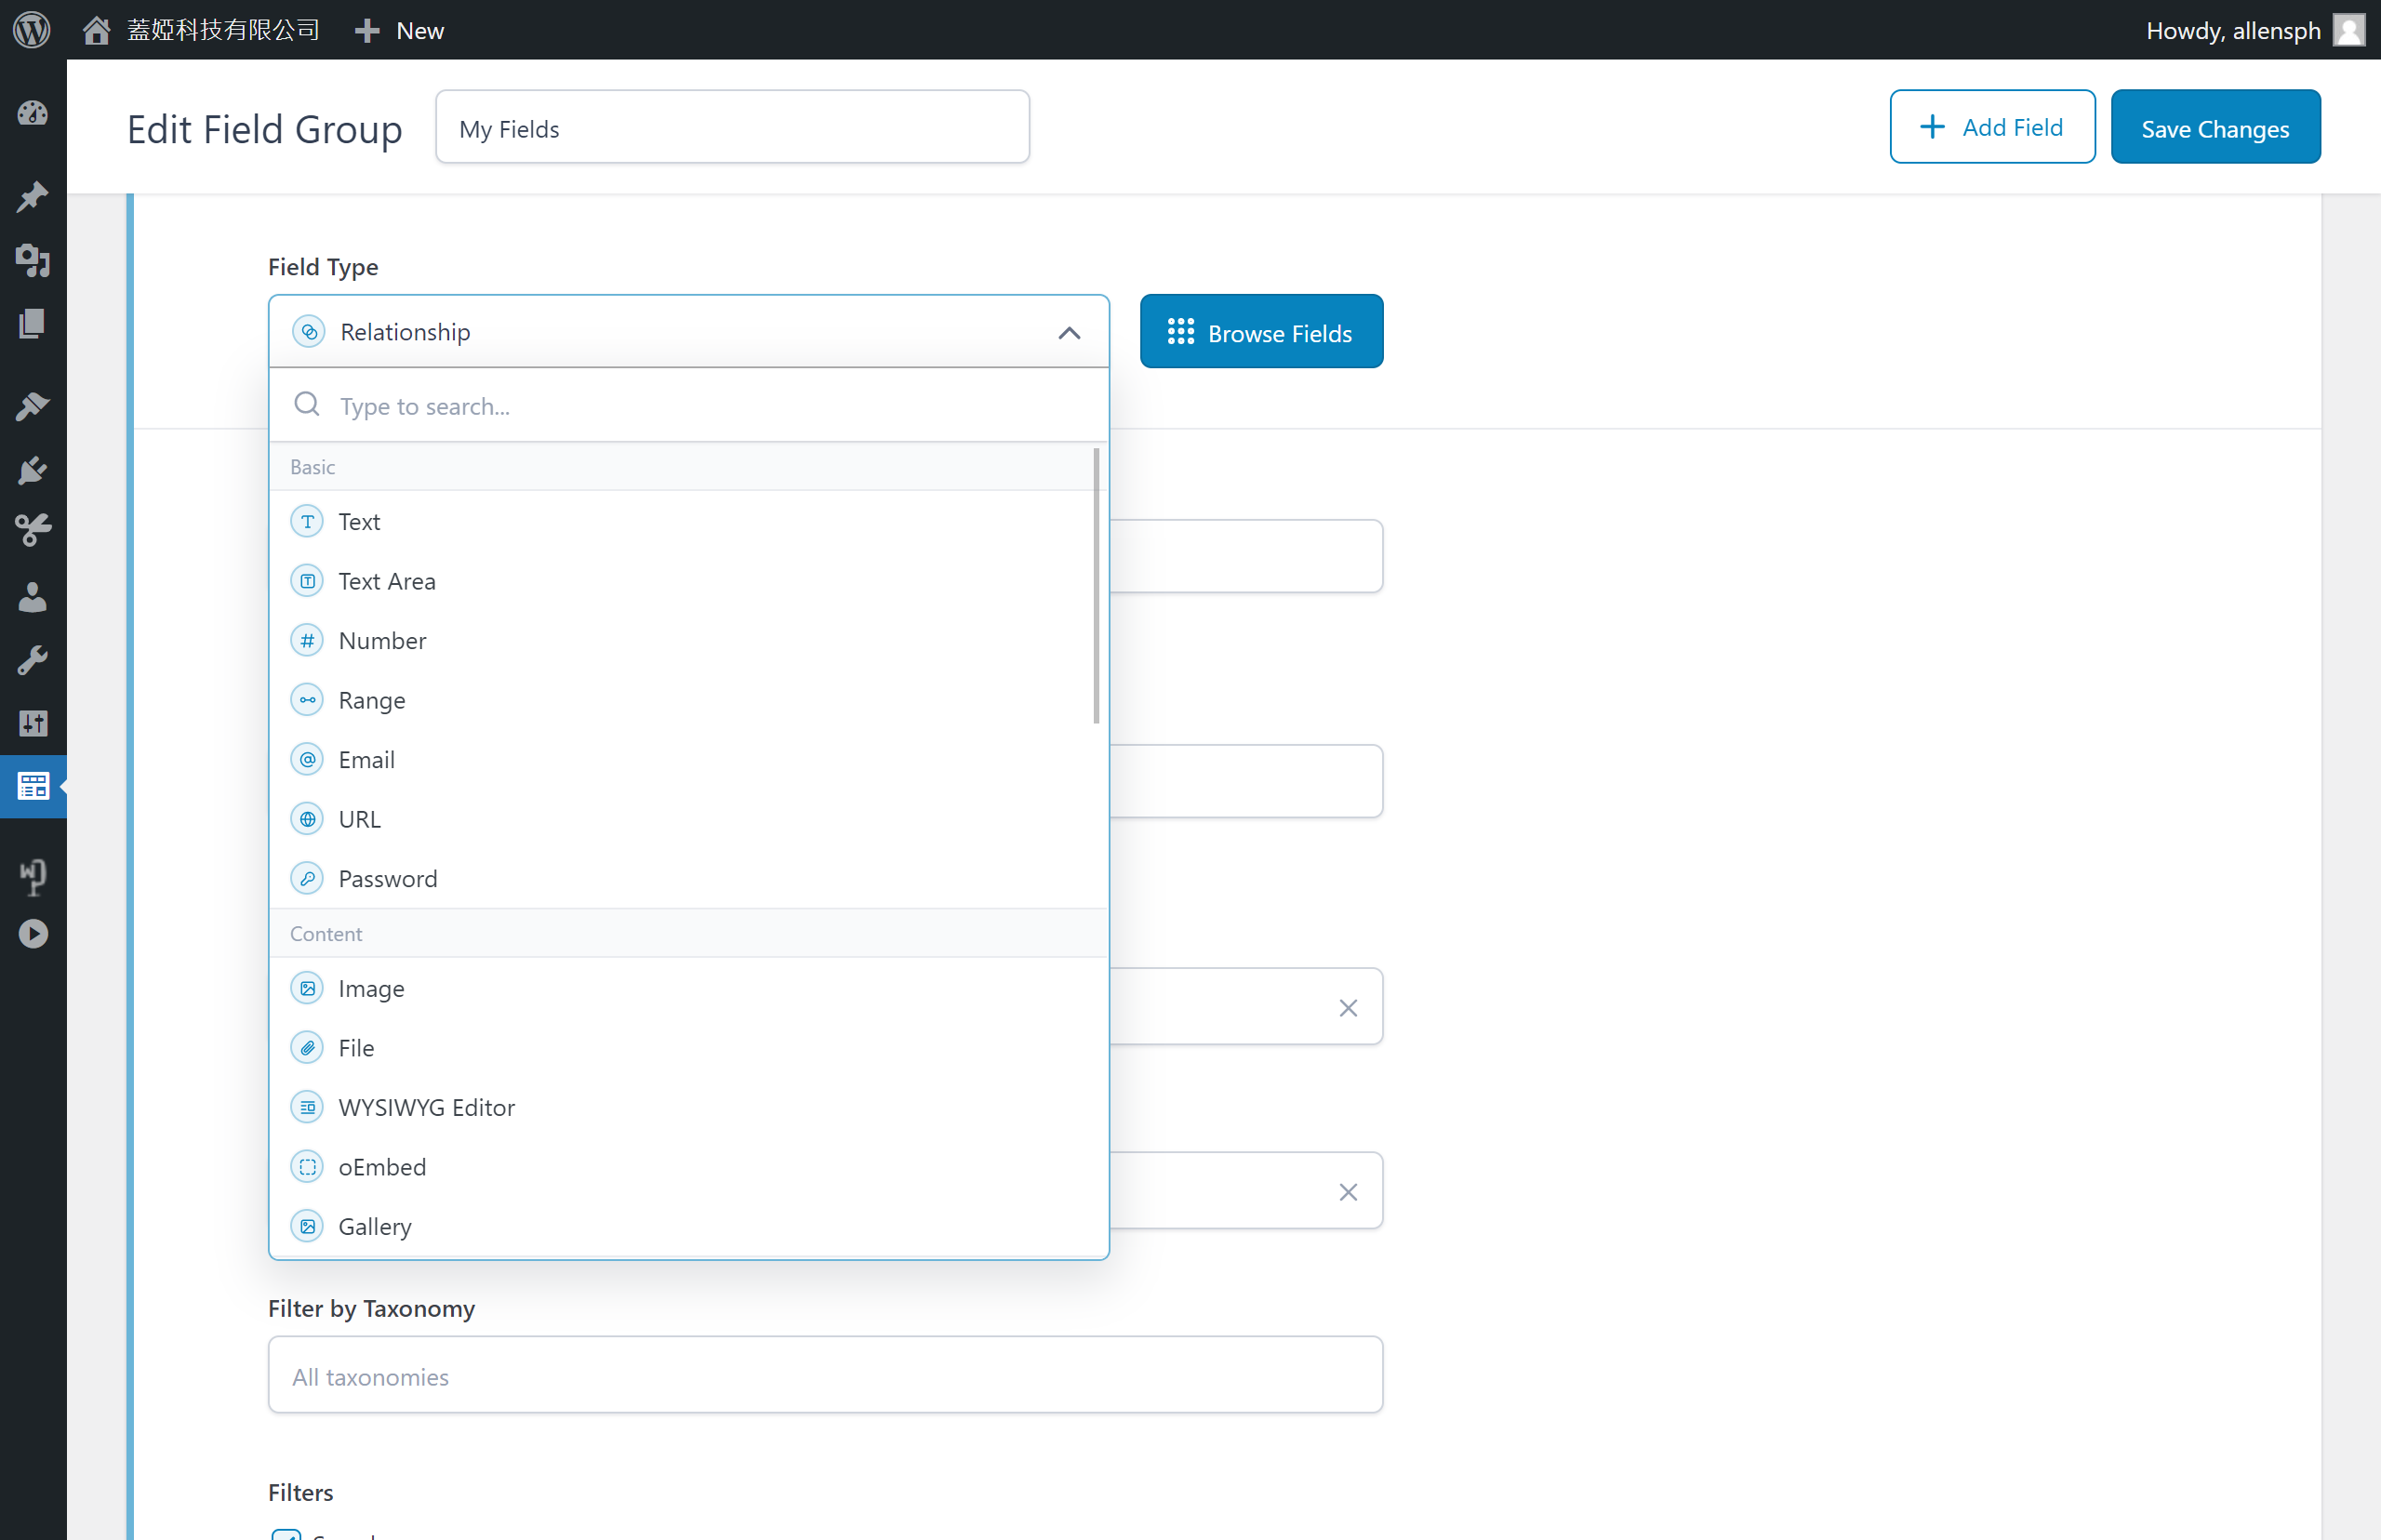 蓋婭科技有限公司
New
Howdy, allensph
Edit Field Group
My Fields
Add Field
Save Changes
Field Type
Relationship
Browse Fields
Type to search...
Basic
Text
Text Area
Number
Range
Email
URL
Password
Content
Image
File
WYSIWYG Editor
oEmbed
Gallery
Filter by Taxonomy
All taxonomies
Filters